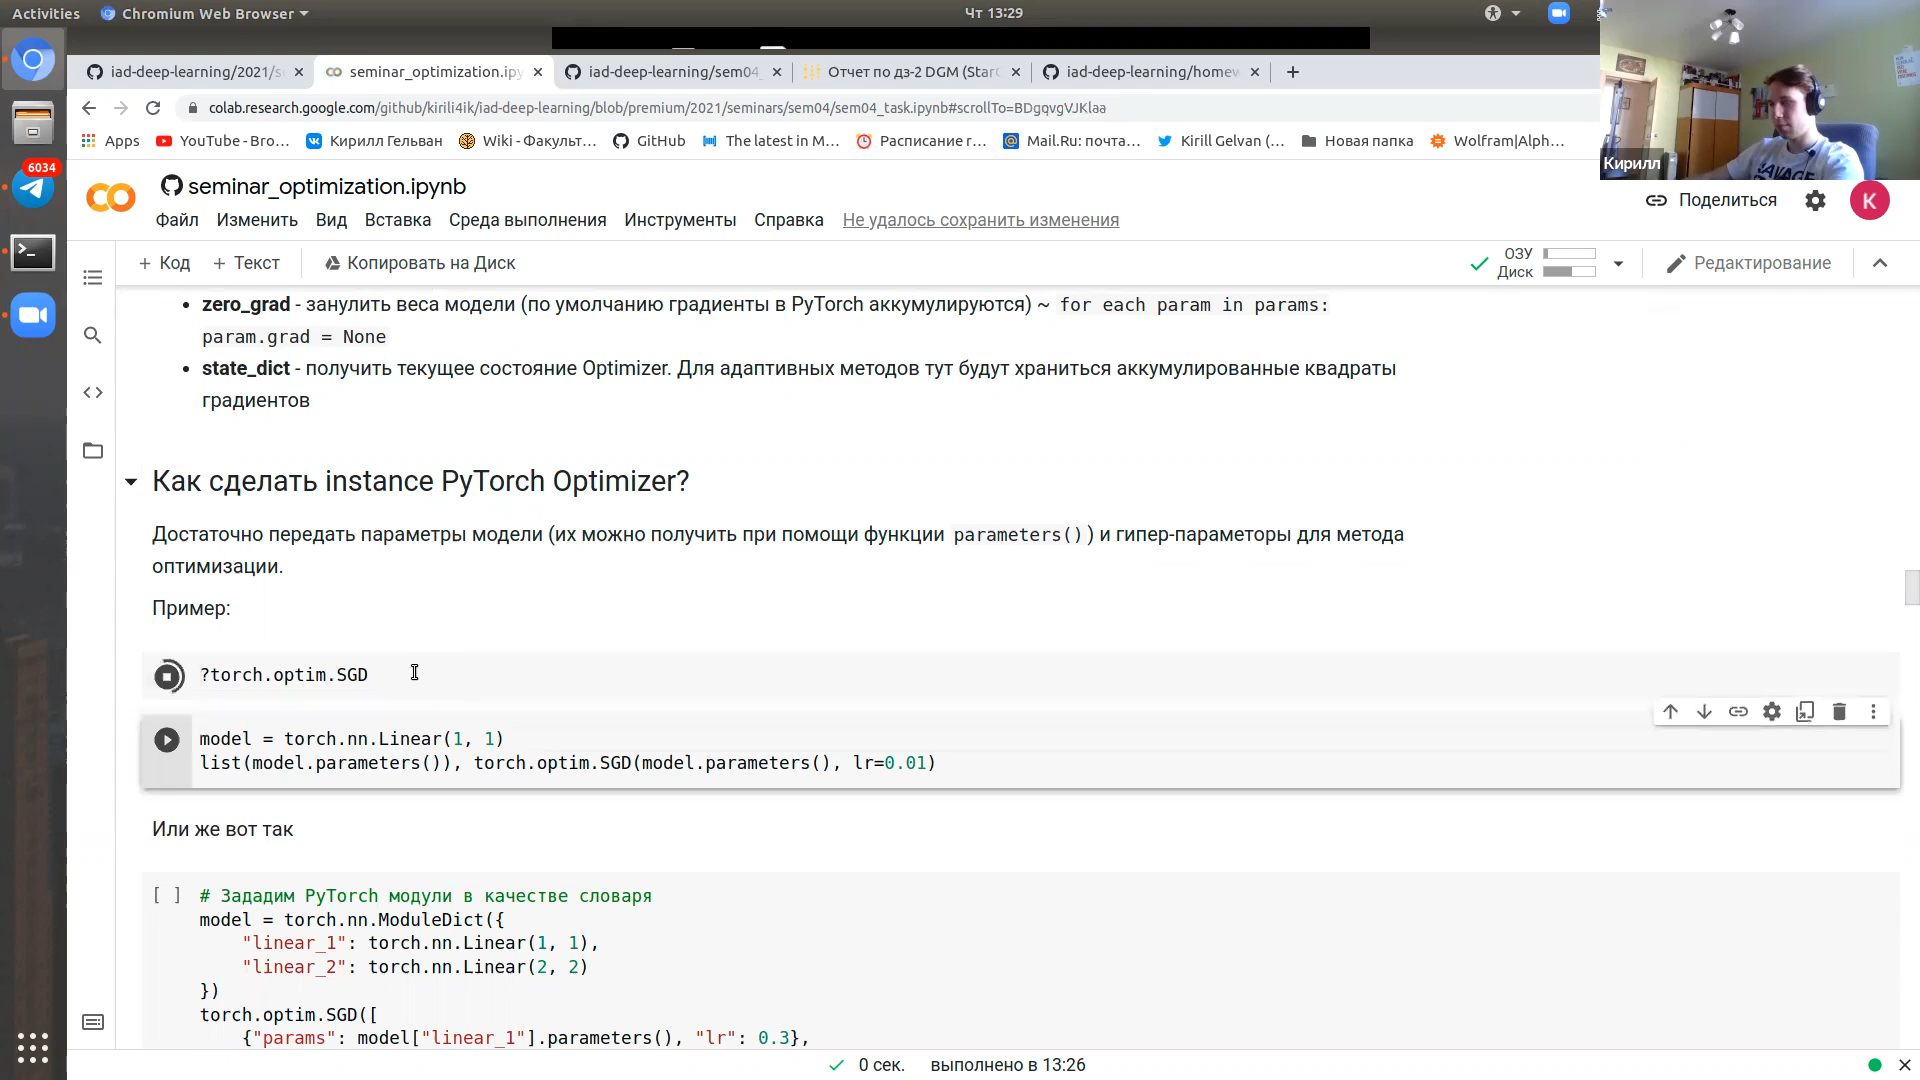 Activities
Chromium Web Browser
Чт 13:29
iad-deep-learning/2021/s
seminar_optimization.ipy
iad-deep-learning/sem04_
Отчет по дз-2 DGM (Star
iad-deep-learning/homew
colab.research.google.com/github/kirili4ik/iad-deep-learning/blob/premium/2021/seminars/sem04/sem04_task.ipynb#scrollTo=BDgqvgVJKlaa
Apps
YouTube - Bro...
Кирилл Гельван
Wiki - Факульт...
GitHub
The latest in M...
Расписание г...
Mail.Ru: почта...
Kirill Gelvan (...
Новая папка
Wolfram|Alph...
Кирилл
6034
seminar_optimization.ipynb
Файл
Изменить
Вид
Вставка
Среда выполнения
Инструменты
Справка
Не удалось сохранить изменения
Поделиться
K
+ Код
+ Текст
Копировать на Диск
ОЗУ
Диск
Редактирование
zero_grad - занулить веса модели (по умолчанию градиенты в PyTorch аккумулируются) ~ for each param in params:
param.grad = None
state_dict - получить текущее состояние Optimizer. Для адаптивных методов тут будут храниться аккумулированные квадраты
градиентов
Как сделать instance PyTorch Optimizer?
Достаточно передать параметры модели (их можно получить при помощи функции parameters()) и гипер-параметоры для метода
оптимизации.
Пример:
?torch.optim.SGD
model = torch.nn.Linear(1, 1)
list(model.parameters()), torch.optim.SGD(model.parameters(), lr=0.01)
Или же вот так
[ ] # Зададим PyTorch модули в качестве словаря
model = torch.nn.ModuleDict({
"linear_1": torch.nn.Linear(1, 1),
"linear_2": torch.nn.Linear(2, 2)
})
torch.optim.SGD([
{"params": model["linear_1"].parameters(), "lr": 0.3},
0 сек.
выполнено в 13:26